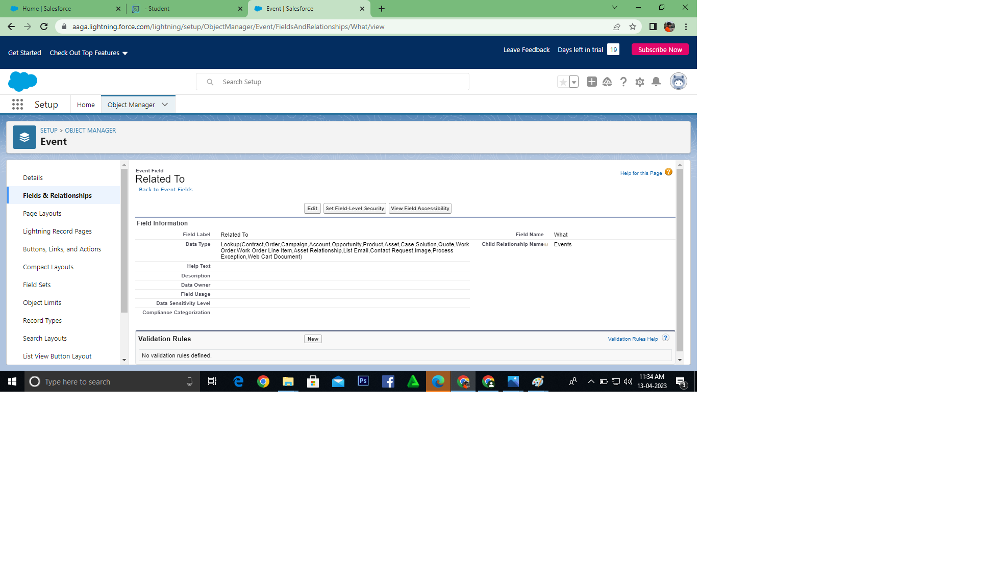 Home | Salesforce
- Student
Event | Salesforce
aaga.lightning.force.com/lightning/setup/ObjectManager/Event/FieldsAndRelationships/What/view
Get Started
Check Out Top Features
Leave Feedback
Days left in trial
19
Subscribe Now
Search Setup
Setup
Home
Object Manager
SETUP > OBJECT MANAGER
Event
Details
Fields & Relationships
Page Layouts
Lightning Record Pages
Buttons, Links, and Actions
Compact Layouts
Field Sets
Object Limits
Record Types
Search Layouts
List View Button Layout
Event Field
Related To
Back to Event Fields
Help for this Page
Edit
Set Field-Level Security
View Field Accessibility
Field Information
Field Label
Related To
Field Name
What
Data Type
Lookup(Contract,Order,Campaign,Account,Opportunity,Product,Asset,Case,Solution,Quote,Work
Order,Work Order Line Item,Asset Relationship,List Email,Contact Request,Image,Process
Exception,Web Cart Document)
Child Relationship Name
Events
Help Text
Description
Data Owner
Field Usage
Data Sensitivity Level
Compliance Categorization
Validation Rules
New
Validation Rules Help
?
No validation rules defined.
Type here to search
Ps
11:34 AM
13-04-2023
3